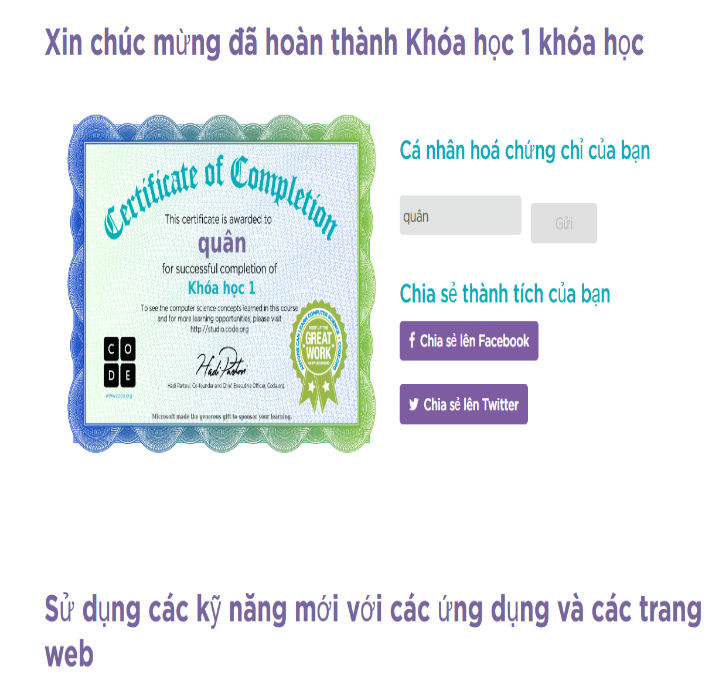 Xin chúc mừng đã hoàn thành Khóa học 1 khóa học
Certificate of Completion
This certificate is awarded to
quân
for successful completion of
Khóa học 1
To see the computer science concepts learned in this course
and for more learning opportunities, please visit
http://studio.code.org
C O
D E
www.code.org
GREAT
WORK
Hadi Partovi, Co-founder and Chief Executive Officer, Code.org
Microsoft made the generous gift to sponsor your learning.
Cá nhân hoá chứng chỉ của bạn
quân
Gửi
Chia sẻ thành tích của bạn
Chia sẻ lên Facebook
Chia sẻ lên Twitter
Sử dụng các kỹ năng mới với các ứng dụng và các trang
web